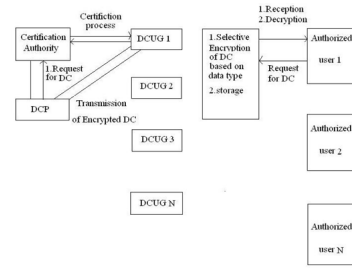 Certifiction
process
Certification
Authority
DCUG 1
1.Request
for DC
DCP
Transmission
of Encrypted DC
DCUG 2
DCUG 3
DCUG N
1.Reception
2.Decryption
1.Selective
Encryption
of DC
based on
data type
2.storage
Request
for DC
Authorized
user 1
Authorized
user 2
Authorized
user N